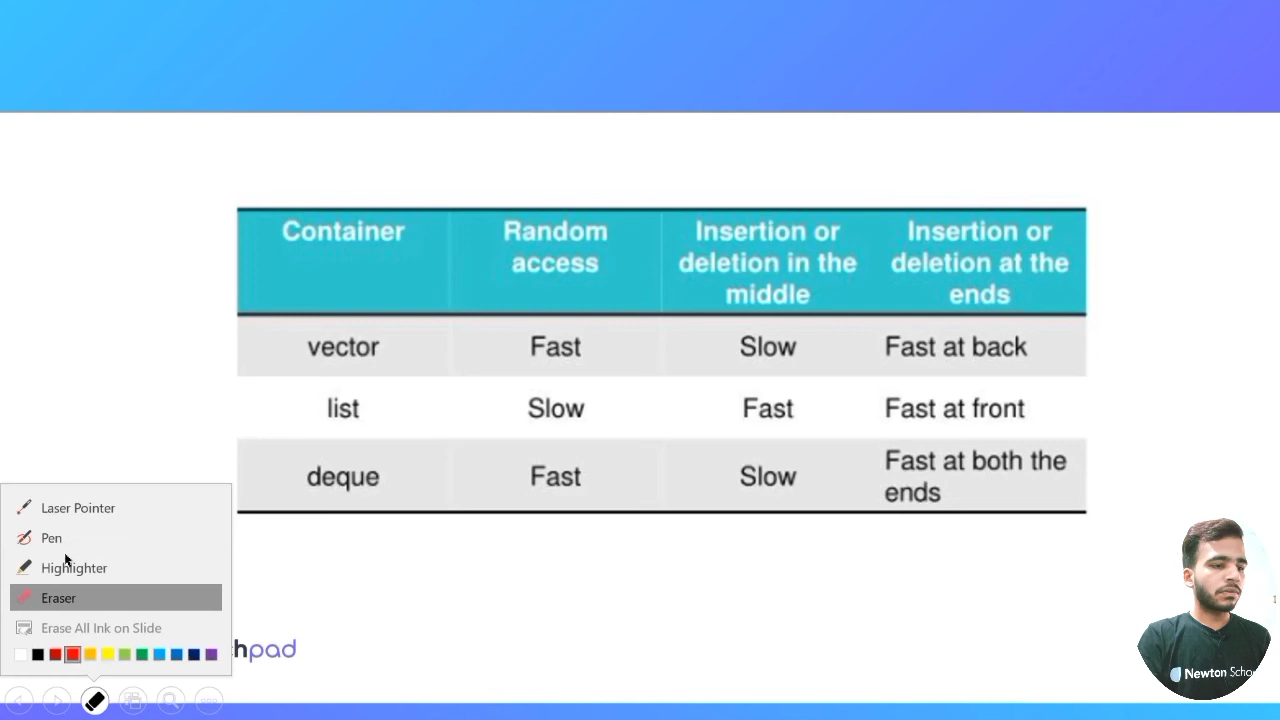 Container
Random
access
Insertion or
deletion in the
middle
Insertion or
deletion at the
ends
vector
Fast
Slow
Fast at back
list
Slow
Fast
Fast at front
deque
Fast
Slow
Fast at both the
ends
Laser Pointer
Pen
Highlighter
Eraser
Erase All Ink on Slide
hpad
Newton Schoo